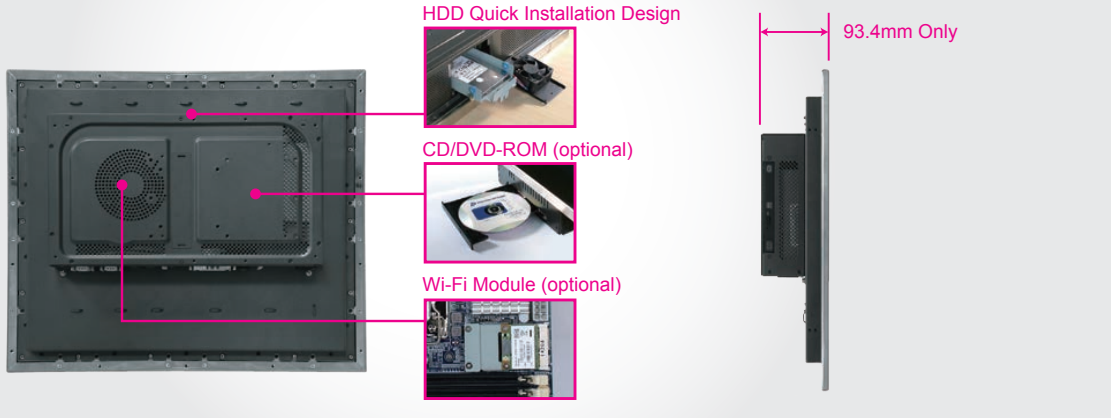 HDD Quick Installation Design
93.4mm Only
CD/DVD-ROM (optional)
Wi-Fi Module (optional)